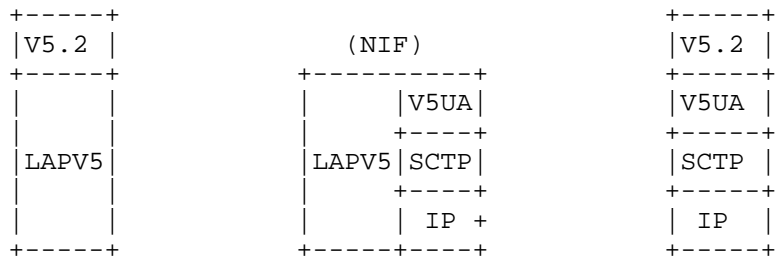 V5.2 (NIF) V5.2
V5UA V5UA
LAPV5 LAPV5 SCTP SCTP
IP IP